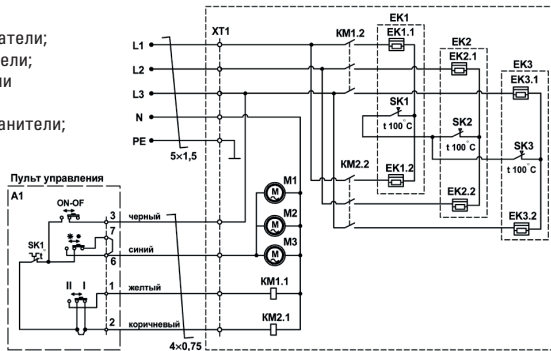 атели;
ели;
ли
анители;
L1
L2
L3
N
PE
5×1,5
XT1
KM1.2
KM2.2
EK1
EK1.1
SK1
t 100°C
EK1.2
EK2
EK2.1
SK2
t 100°C
EK2.2
EK3
EK3.1
SK3
t 100°C
EK3.2
M1
M
M2
M
M3
M
KM1.1
KM2.1
Пульт управления
A1
ON-OF
SK1
t°
II I
3 черный
7
6 синий
1 желтый
2 коричневый
4×0,75